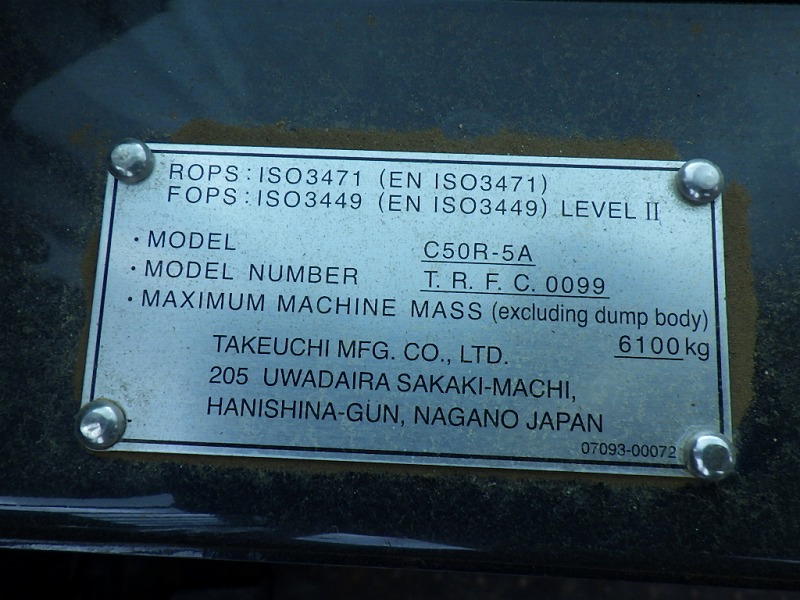 ROPS : ISO3471 (EN ISO3471)
FOPS : ISO3449 (EN ISO3449) LEVEL II
・MODEL C50R-5A
・MODEL NUMBER T. R. F. C. 0099
・MAXIMUM MACHINE MASS (excluding dump body)
6100kg
TAKEUCHI MFG. CO., LTD.
205 UWADAIRA SAKAKI-MACHI,
HANISHINA-GUN, NAGANO JAPAN
07093-00072